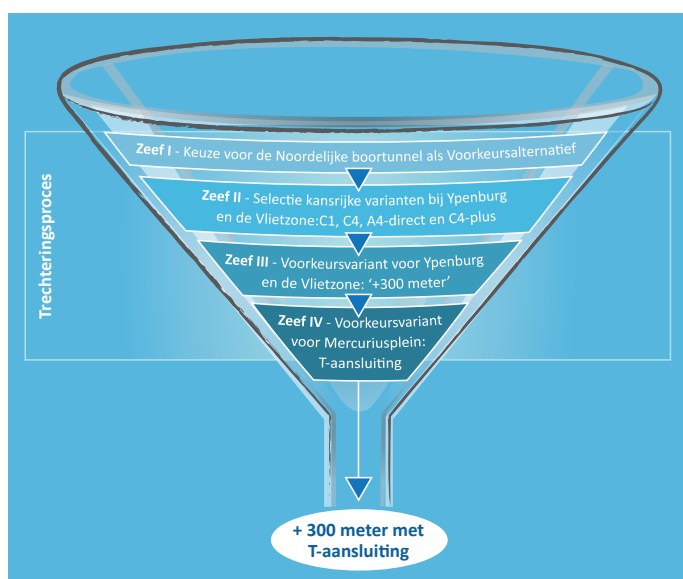 Trechteringsproces
Zeef I - Keuze voor de Noordelijke boortunnel als Voorkeursalternatief
Zeef II - Selectie kansrijke varianten bij Ypenburg
en de Vlietzone:C1, C4, A4-direct en C4-plus
Zeef III - Voorkeursvariant voor Ypenburg
en de Vlietzone: ‘+300 meter’
Zeef IV - Voorkeursvariant
voor Mercuriusplein:
T-aansluiting
+ 300 meter met
T-aansluiting